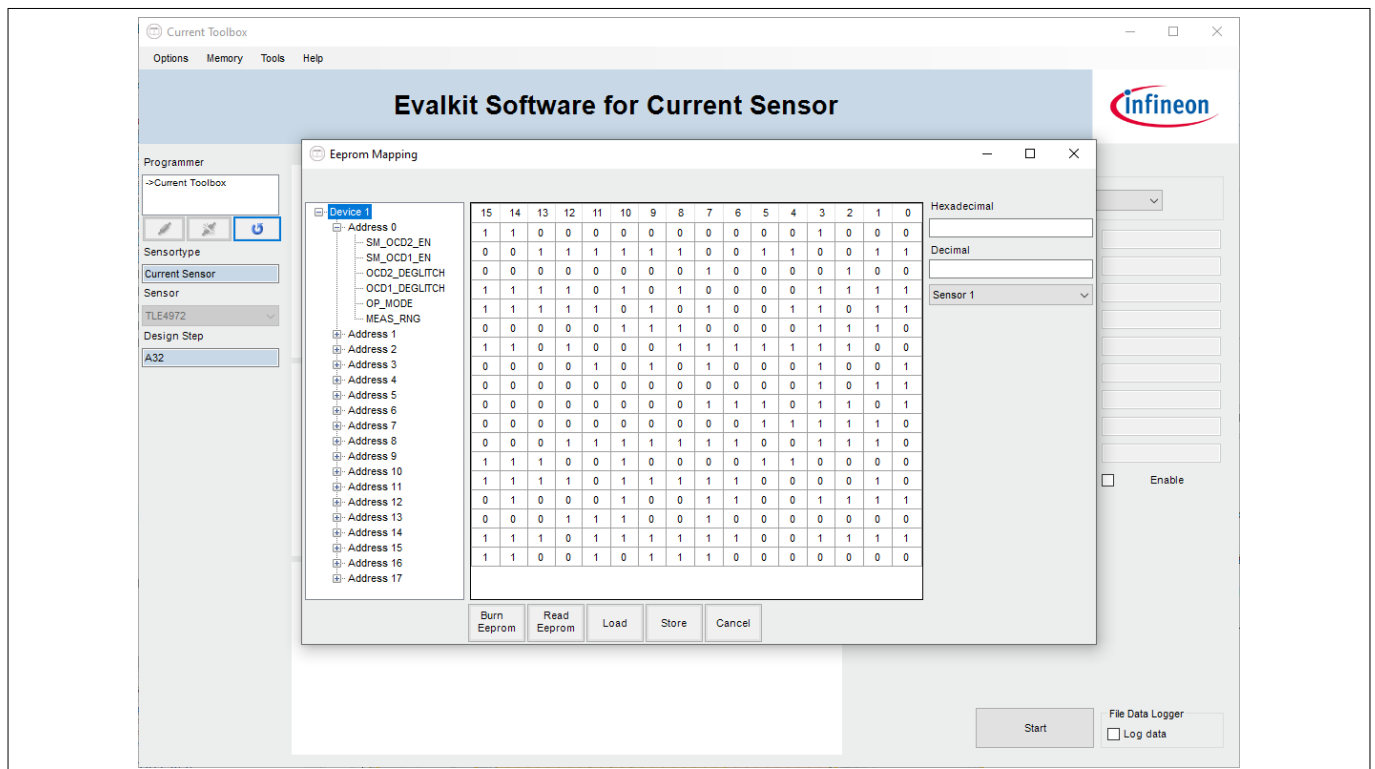 Current Toolbox
Options Memory Tools Help
Evalkit Software for Current Sensor
infineon
Programmer
->Current Toolbox
Sensortype
Current Sensor
Sensor
TLE4972
Design Step
A32
Eeprom Mapping
Device 1
Address 0
SM_OCD2_EN
SM_OCD1_EN
OCD2_DEGLITCH
OCD1_DEGLITCH
OP_MODE
MEAS_RNG
Address 1
Address 2
Address 3
Address 4
Address 5
Address 6
Address 7
Address 8
Address 9
Address 10
Address 11
Address 12
Address 13
Address 14
Address 15
Address 16
Address 17
15 14 13 12 11 10 9 8 7 6 5 4 3 2 1 0
1 1 0 0 0 0 0 0 0 0 0 0 1 0 0 0
0 0 1 1 1 1 1 1 0 0 1 1 0 0 1 1
0 0 0 0 0 0 0 0 1 0 0 0 0 1 0 0
1 1 1 1 0 1 0 1 0 0 0 0 1 1 1 1
1 1 1 1 1 0 1 0 1 0 0 1 1 0 1 1
0 0 0 0 0 1 1 1 0 0 0 0 1 1 1 0
1 1 0 1 0 0 0 1 1 1 1 1 1 1 0 0
0 0 0 0 1 0 1 0 1 0 0 0 1 0 0 1
0 0 0 0 0 0 0 0 0 0 0 0 1 0 1 1
0 0 0 0 0 0 0 0 1 1 1 0 1 1 0 1
0 0 0 0 0 0 0 0 0 0 1 1 1 1 1 0
0 0 0 1 1 1 1 1 1 1 0 0 1 1 1 0
1 1 1 0 0 1 0 0 0 0 1 1 0 0 0 0
1 1 1 1 0 1 1 1 1 1 0 0 0 0 1 0
0 1 0 0 0 1 0 0 1 1 0 0 1 1 1 1
0 0 0 1 1 1 0 0 1 0 0 0 0 0 0 0
1 1 1 0 1 1 1 1 1 1 0 0 1 1 1 1
1 1 0 0 1 0 1 1 1 0 0 0 0 0 0 0
Hexadecimal
Decimal
Sensor 1
Burn Eeprom
Read Eeprom
Load
Store
Cancel
Enable
Start
File Data Logger
Log data